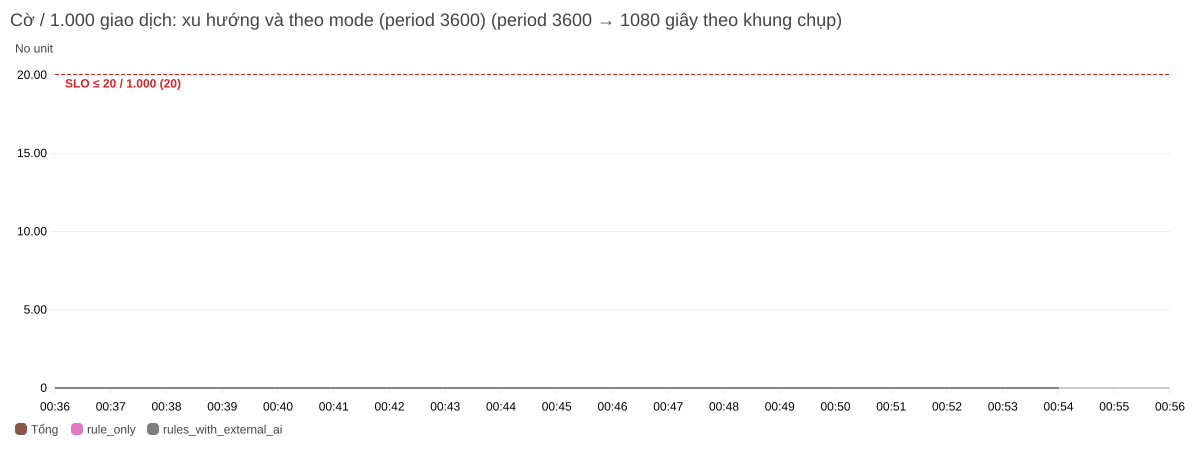 Cờ / 1.000 giao dịch: xu hướng và theo mode (period 3600) (period 3600 → 1080 giây theo khung chụp)
No unit
20.00
SLO ≤ 20 / 1.000 (20)
15.00
10.00
5.00
0
00:36 00:37 00:38 00:39 00:40 00:41 00:42 00:43 00:44 00:45 00:46 00:47 00:48 00:49 00:50 00:51 00:52 00:53 00:54 00:55 00:56
Tổng rule_only rules_with_external_ai